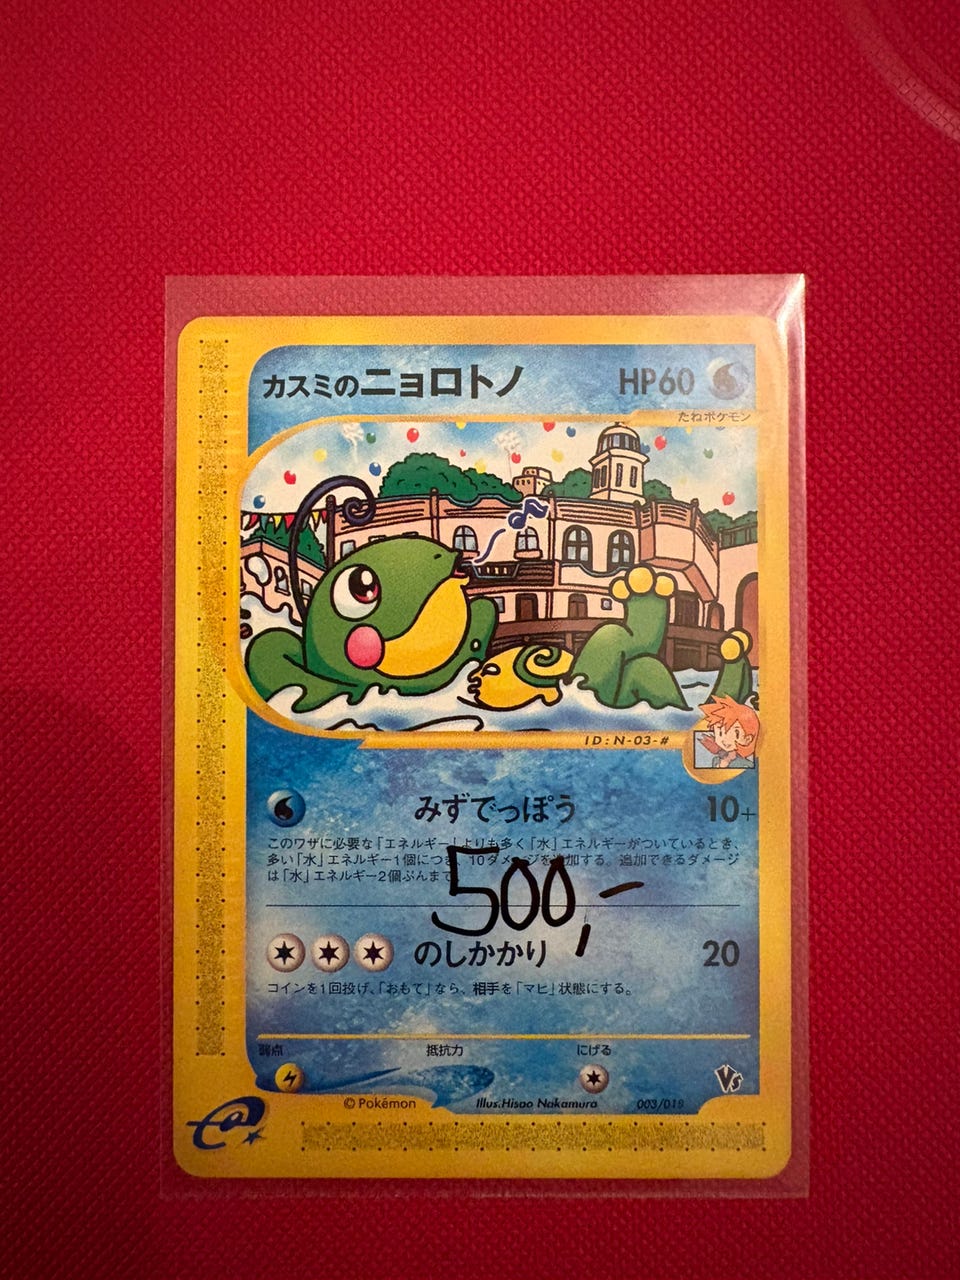 カスミのニョロトノ HP60
たねポケモン
ID:N-03-#
みずでっぽう 10+
このワザに必要な「エネルギー」よりも多く「水」エネルギーがついているとき、
多い「水」エネルギー1個につき、10ダメージを追加する。追加できるダメージ
は「水」エネルギー2個ぶんまで。
500,-
のしかかり 20
コインを1回投げ、「おもて」なら、相手を「マヒ」状態にする。
弱点 抵抗力 にげる
© Pokémon Illus.Hisao Nakamura 003/018 VS
e